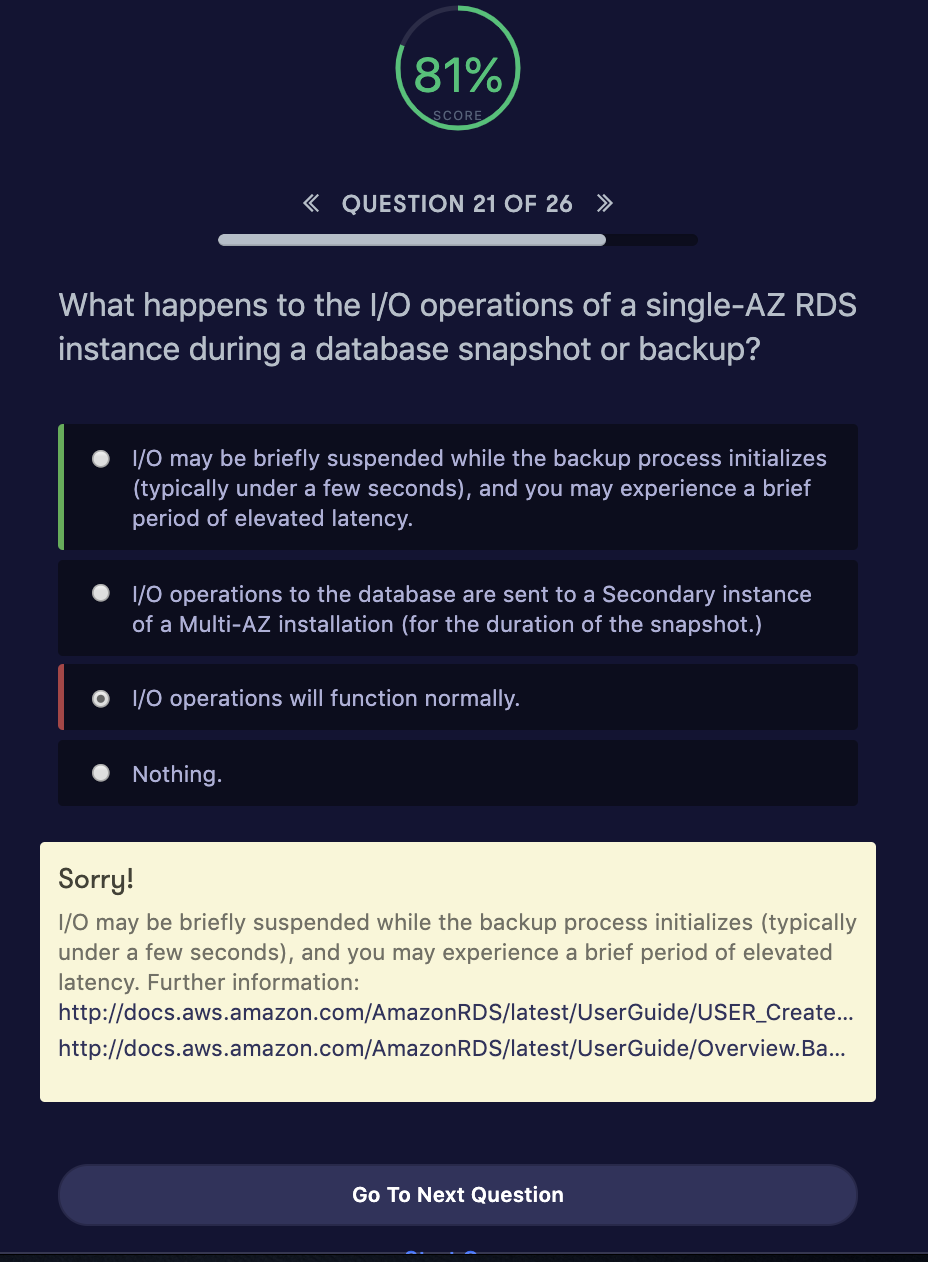 81%
SCORE
« QUESTION 21 OF 26 »
What happens to the I/O operations of a single-AZ RDS
instance during a database snapshot or backup?
I/O may be briefly suspended while the backup process initializes
(typically under a few seconds), and you may experience a brief
period of elevated latency.
I/O operations to the database are sent to a Secondary instance
of a Multi-AZ installation (for the duration of the snapshot.)
I/O operations will function normally.
Nothing.
Sorry!
I/O may be briefly suspended while the backup process initializes (typically
under a few seconds), and you may experience a brief period of elevated
latency. Further information:
http://docs.aws.amazon.com/AmazonRDS/latest/UserGuide/USER_Create...
http://docs.aws.amazon.com/AmazonRDS/latest/UserGuide/Overview.Ba...
Go To Next Question